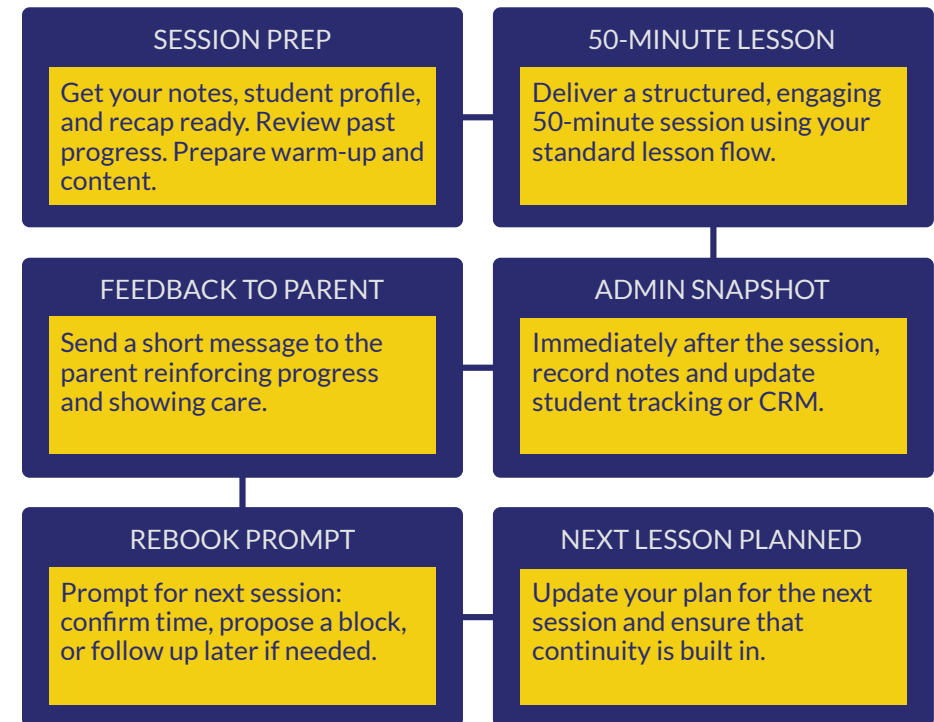 SESSION PREP
Get your notes, student profile,
and recap ready. Review past
progress. Prepare warm-up and
content.
50-MINUTE LESSON
Deliver a structured, engaging
50-minute session using your
standard lesson flow.
ADMIN SNAPSHOT
Immediately after the session,
record notes and update
student tracking or CRM.
FEEDBACK TO PARENT
Send a short message to the
parent reinforcing progress
and showing care.
REBOOK PROMPT
Prompt for next session:
confirm time, propose a block,
or follow up later if needed.
NEXT LESSON PLANNED
Update your plan for the next
session and ensure that
continuity is built in.